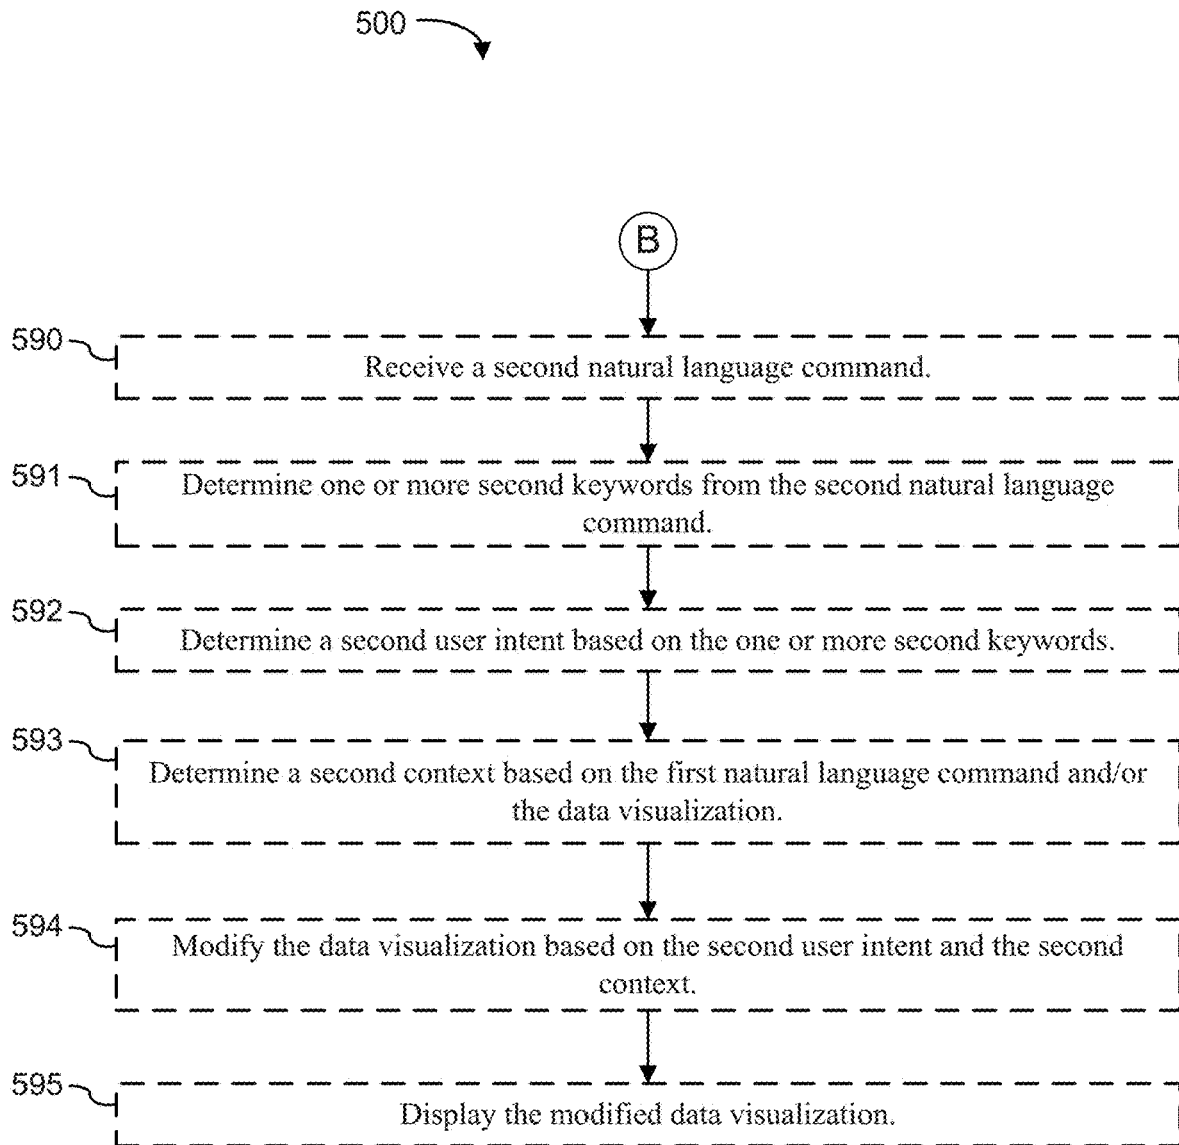 500
B
590
Receive a second natural language command.
591
Determine one or more second keywords from the second natural language
command.
592
Determine a second user intent based on the one or more second keywords.
593
Determine a second context based on the first natural language command and/or
the data visualization.
594
Modify the data visualization based on the second user intent and the second
context.
595
Display the modified data visualization.